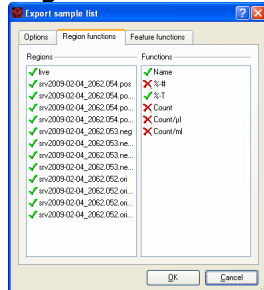 Export sample list
Options
Region functions
Feature functions
Regions
live
srv2009-02-04_2062.054.pos
srv2009-02-04_2062.054.po...
srv2009-02-04_2062.054.po...
srv2009-02-04_2062.054.po...
srv2009-02-04_2062.053.neg
srv2009-02-04_2062.053.ne...
srv2009-02-04_2062.053.ne...
srv2009-02-04_2062.053.ne...
srv2009-02-04_2062.052.ori
srv2009-02-04_2062.052.ori...
srv2009-02-04_2062.052.ori...
srv2009-02-04_2062.052.ori...
Functions
Name
%-#
%-T
Count
Count/µl
Count/ml
OK
Cancel